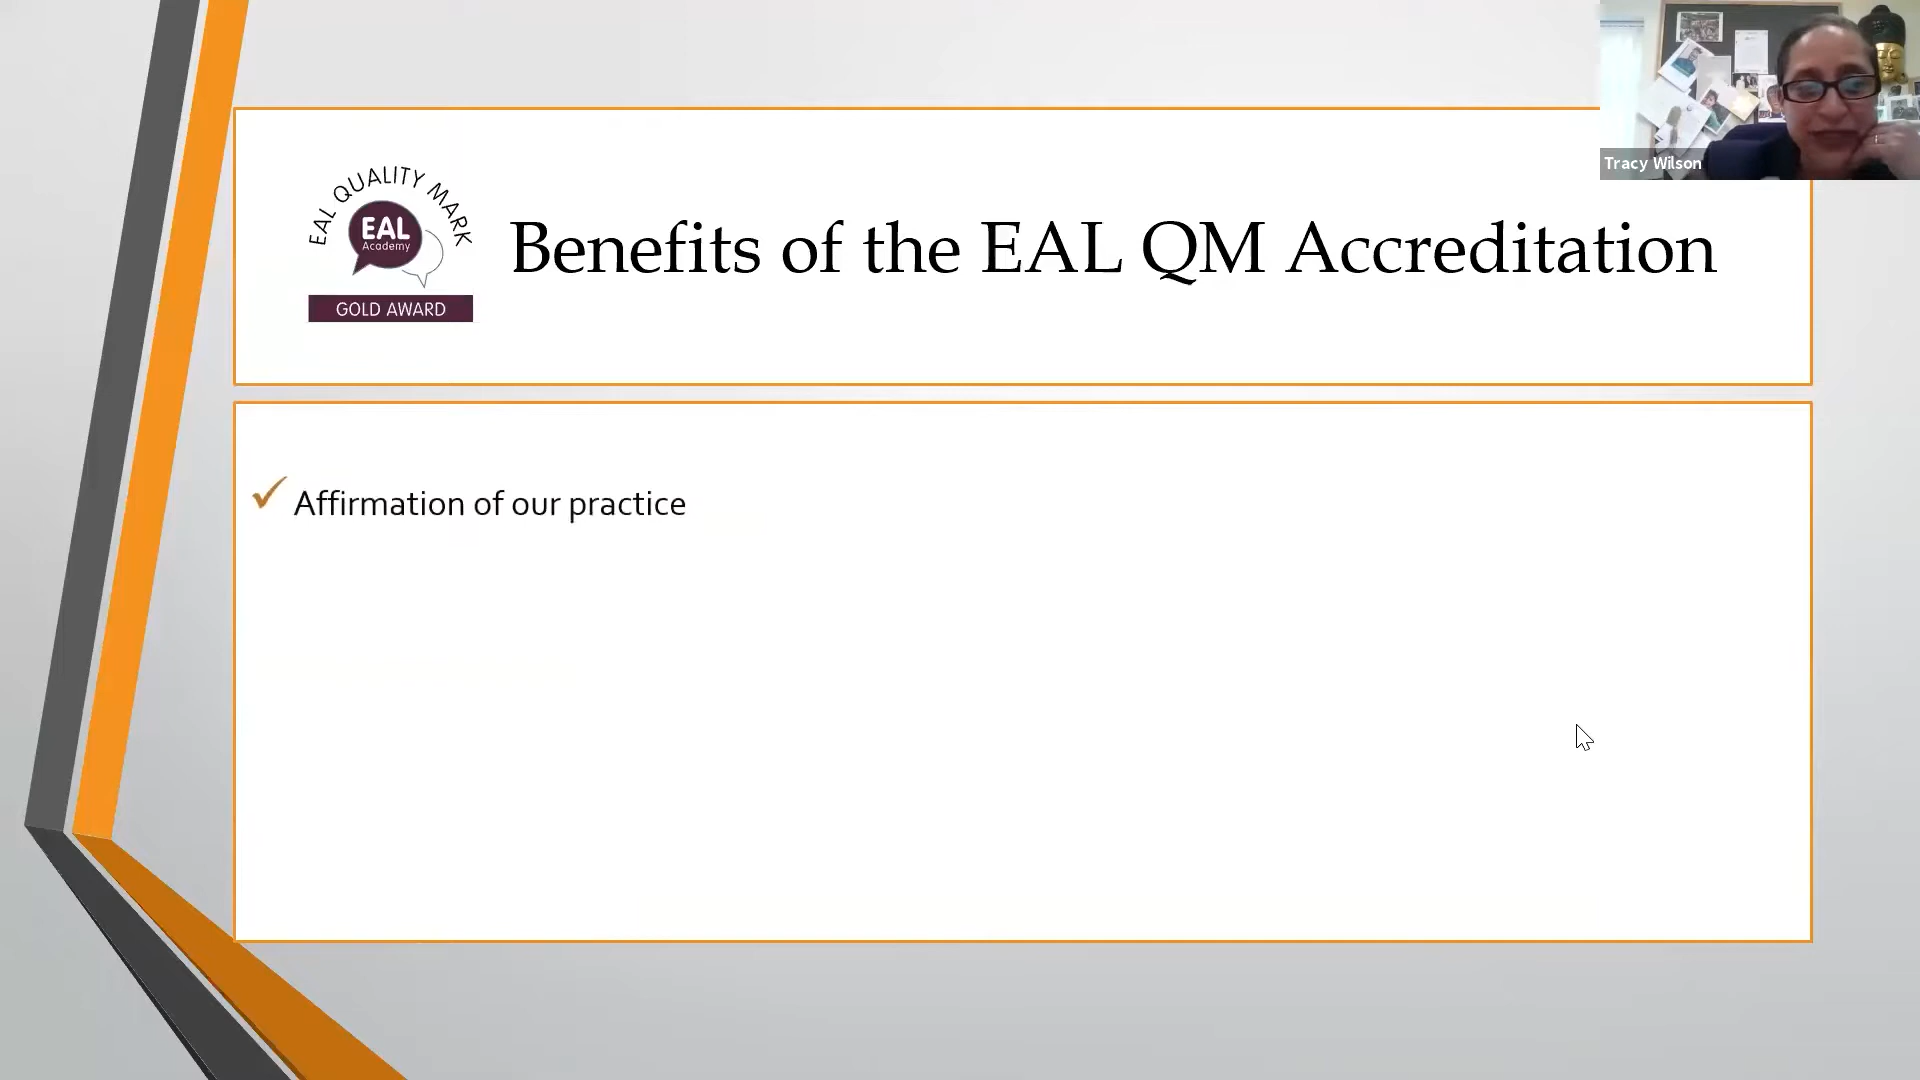 EAL QUALITY MARK
EAL
Academy
GOLD AWARD
Benefits of the EAL QM Accreditation
Tracy Wilson
Affirmation of our practice